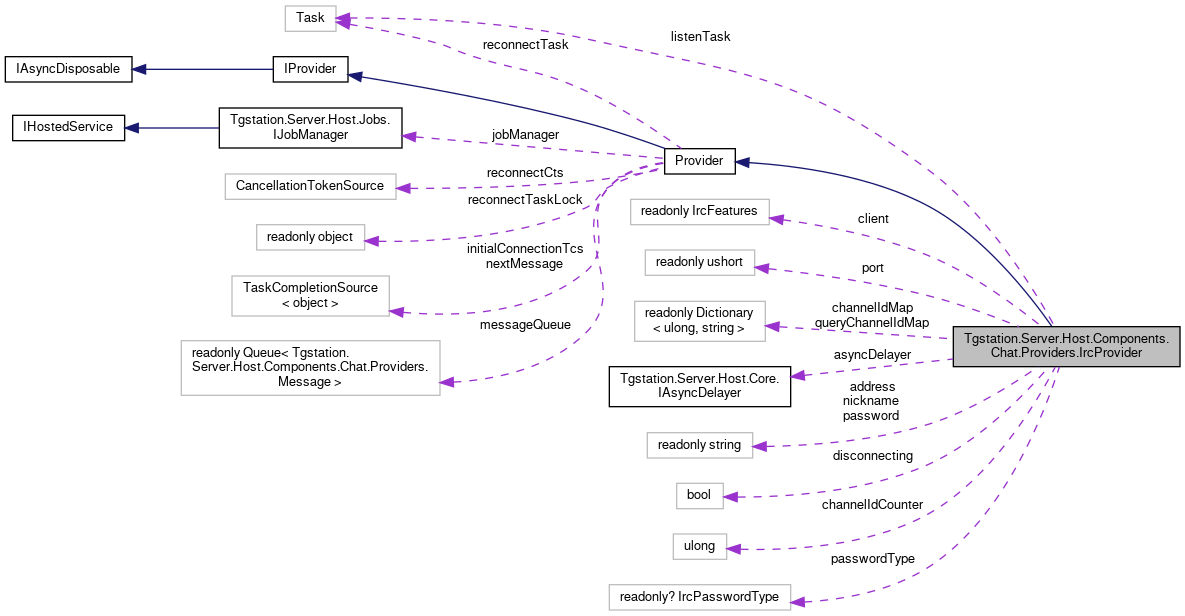 Task
listenTask
reconnectTask
IAsyncDisposable
IProvider
Tgstation.Server.Host.Jobs.
IJobManager
IHostedService
jobManager
Provider
reconnectCts
CancellationTokenSource
reconnectTaskLock
readonly IrcFeatures
client
readonly object
initialConnectionTcs
nextMessage
readonly ushort
port
TaskCompletionSource
< object >
readonly Dictionary
< ulong, string >
channelIdMap
queryChannelIdMap
messageQueue
Tgstation.Server.Host.Components.
Chat.Providers.IrcProvider
readonly Queue< Tgstation.
Server.Host.Components.Chat.Providers.
Message >
asyncDelayer
Tgstation.Server.Host.Core.
IAsyncDelayer
address
nickname
password
readonly string
disconnecting
bool
channelIdCounter
ulong
passwordType
readonly? IrcPasswordType